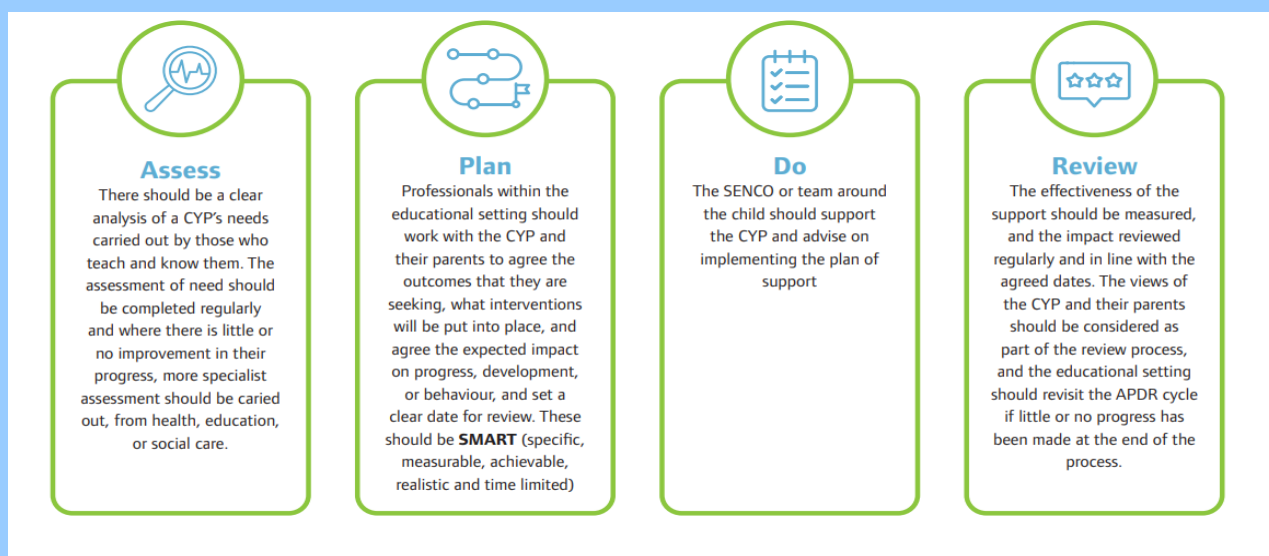 Assess
There should be a clear
analysis of a CYP's needs
carried out by those who
teach and know them. The
assessment of need should
be completed regularly
and where there is little or
no improvement in their
progress, more specialist
assessment should be caried
out, from health, education,
or social care.
Plan
Professionals within the
educational setting should
work with the CYP and
their parents to agree the
outcomes that they are
seeking, what interventions
will be put into place, and
agree the expected impact
on progress, development,
or behaviour, and set a
clear date for review. These
should be SMART (specific,
measurable, achievable,
realistic and time limited)
Do
The SENCO or team around
the child should support
the CYP and advise on
implementing the plan of
support
Review
The effectiveness of the
support should be measured,
and the impact reviewed
regularly and in line with the
agreed dates. The views of
the CYP and their parents
should be considered as
part of the review process,
and the educational setting
should revisit the APDR cycle
if little or no progress has
been made at the end of the
process.